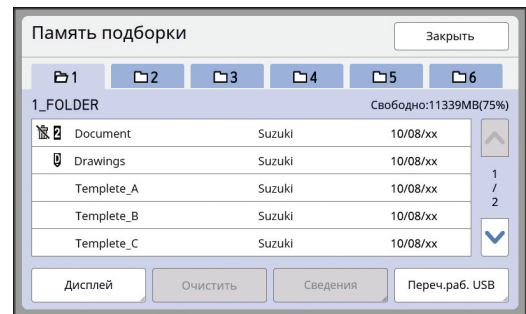 Память подборки
Закрыть
1 2 3 4 5 6
1_FOLDER Свободно:11339MB(75%)
2 Document Suzuki 10/08/xx
Drawings Suzuki 10/08/xx
Templete_A Suzuki 10/08/xx
Templete_B Suzuki 10/08/xx
Templete_C Suzuki 10/08/xx
1
/
2
Дисплей Очистить Сведения Переч.раб. USB